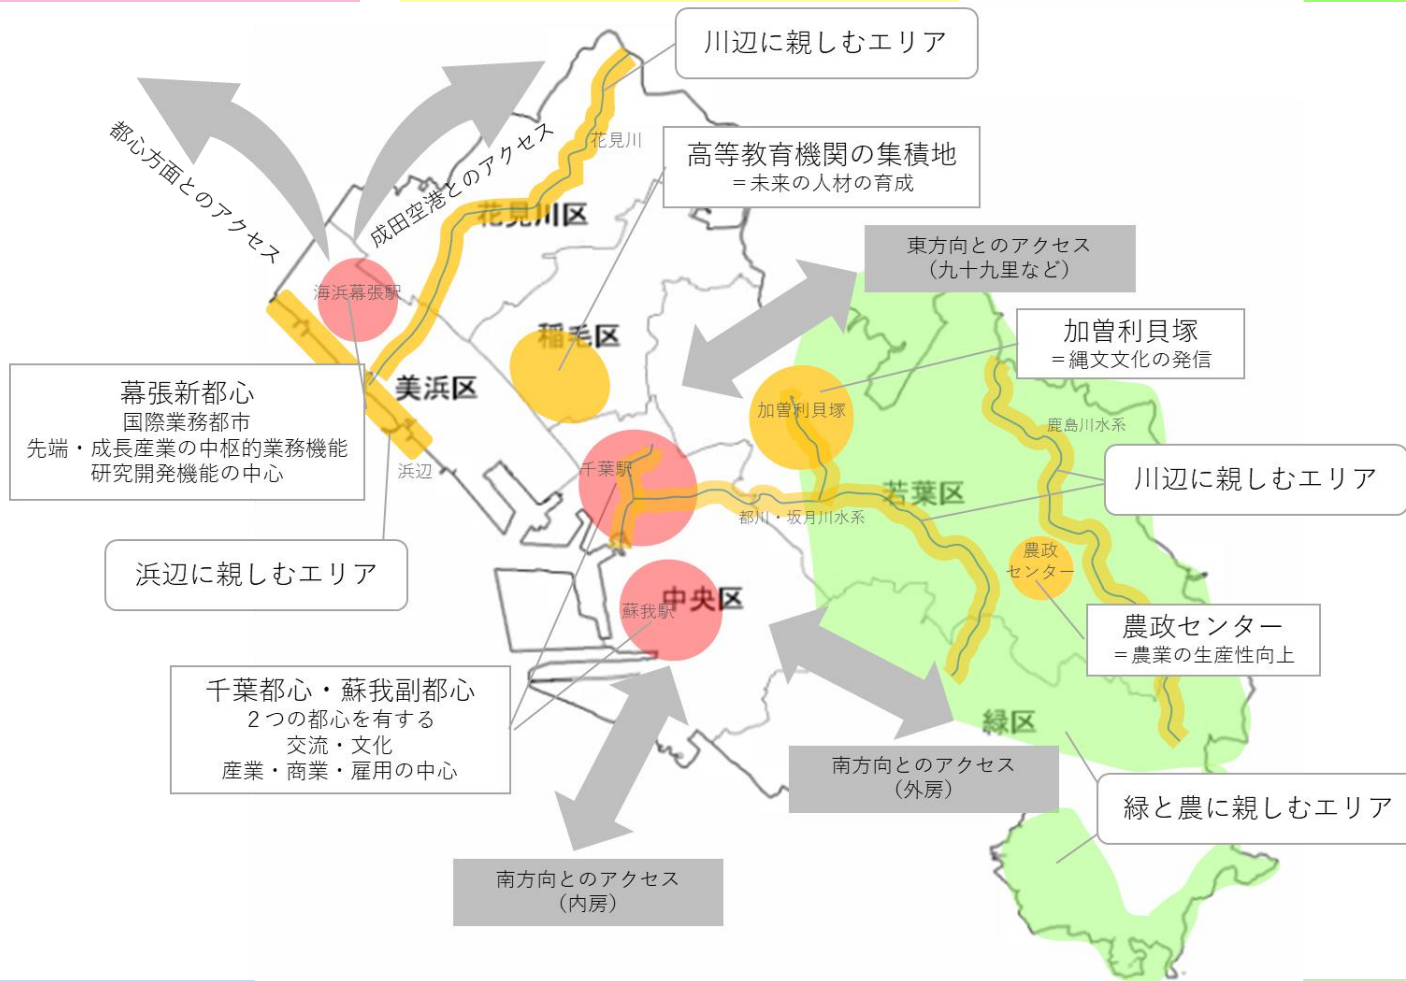 川辺に親しむエリア
都心方面とのアクセス
成田空港とのアクセス
花見川
高等教育機関の集積地
＝未来の人材の育成
花見川区
東方向とのアクセス
（九十九里など）
海浜幕張駅
稲毛区
加曽利貝塚
＝縄文文化の発信
幕張新都心
国際業務都市
先端・成長産業の中枢的業務機能
研究開発機能の中心
美浜区
加曽利貝塚
鹿島川水系
浜辺
千葉駅
川辺に親しむエリア
若葉区
都川・坂月川水系
浜辺に親しむエリア
農政
センター
中央区
蘇我駅
農政センター
＝農業の生産性向上
千葉都心・蘇我副都心
２つの都心を有する
交流・文化
産業・商業・雇用の中心
緑区
南方向とのアクセス
（外房）
緑と農に親しむエリア
南方向とのアクセス
（内房）